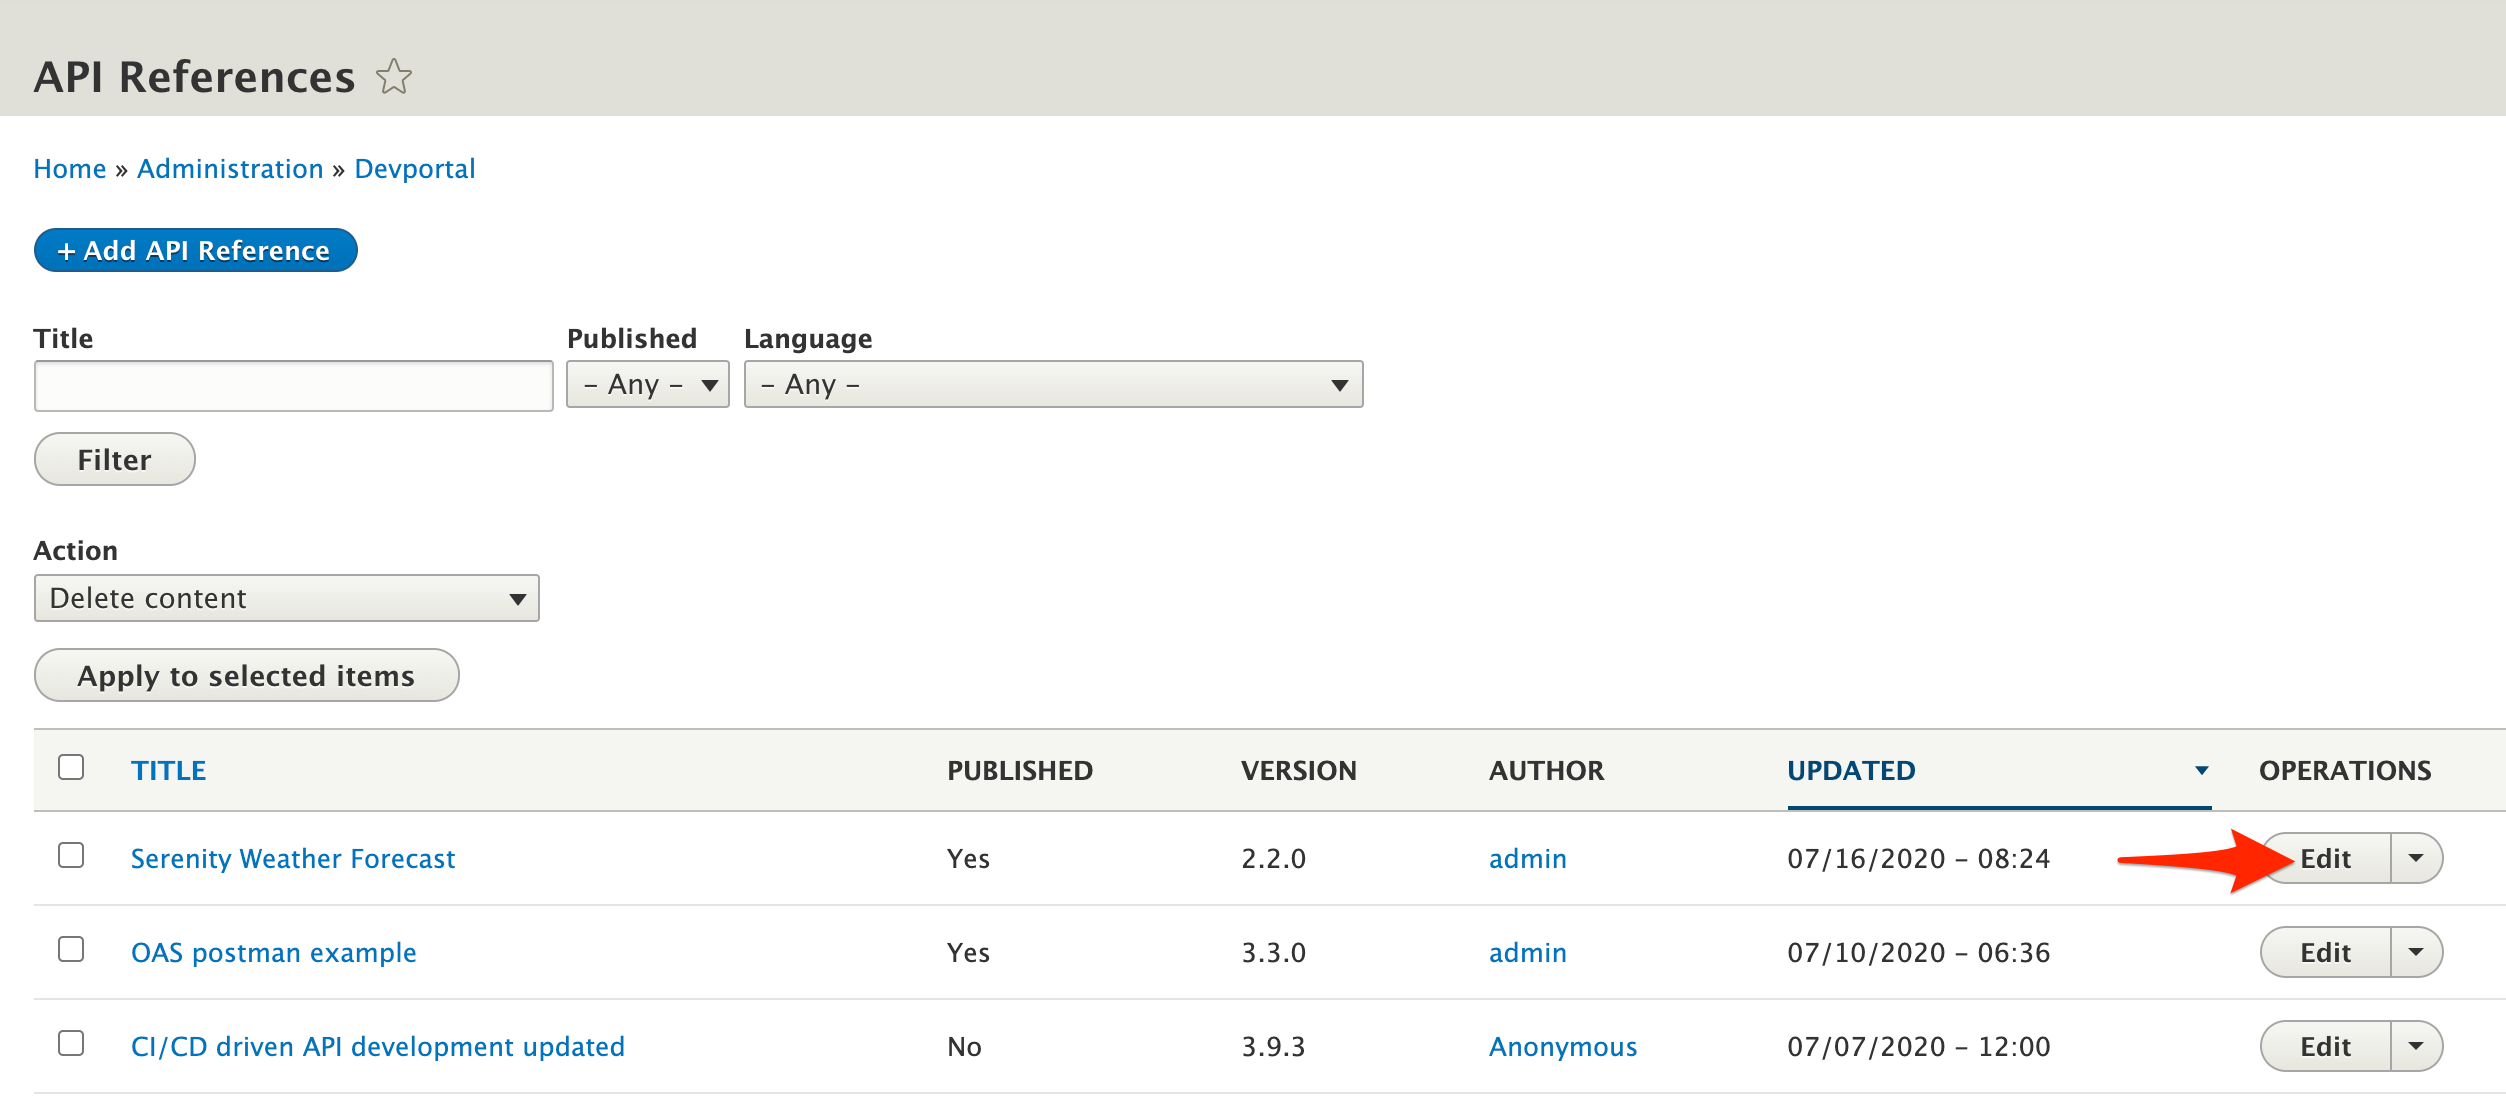 API References
Home » Administration » Devportal
+ Add API Reference
Title Published Language
– Any – – Any –
Filter
Action
Delete content
Apply to selected items
TITLE PUBLISHED VERSION AUTHOR UPDATED OPERATIONS
Serenity Weather Forecast Yes 2.2.0 admin 07/16/2020 – 08:24 Edit
OAS postman example Yes 3.3.0 admin 07/10/2020 – 06:36 Edit
CI/CD driven API development updated No 3.9.3 Anonymous 07/07/2020 – 12:00 Edit